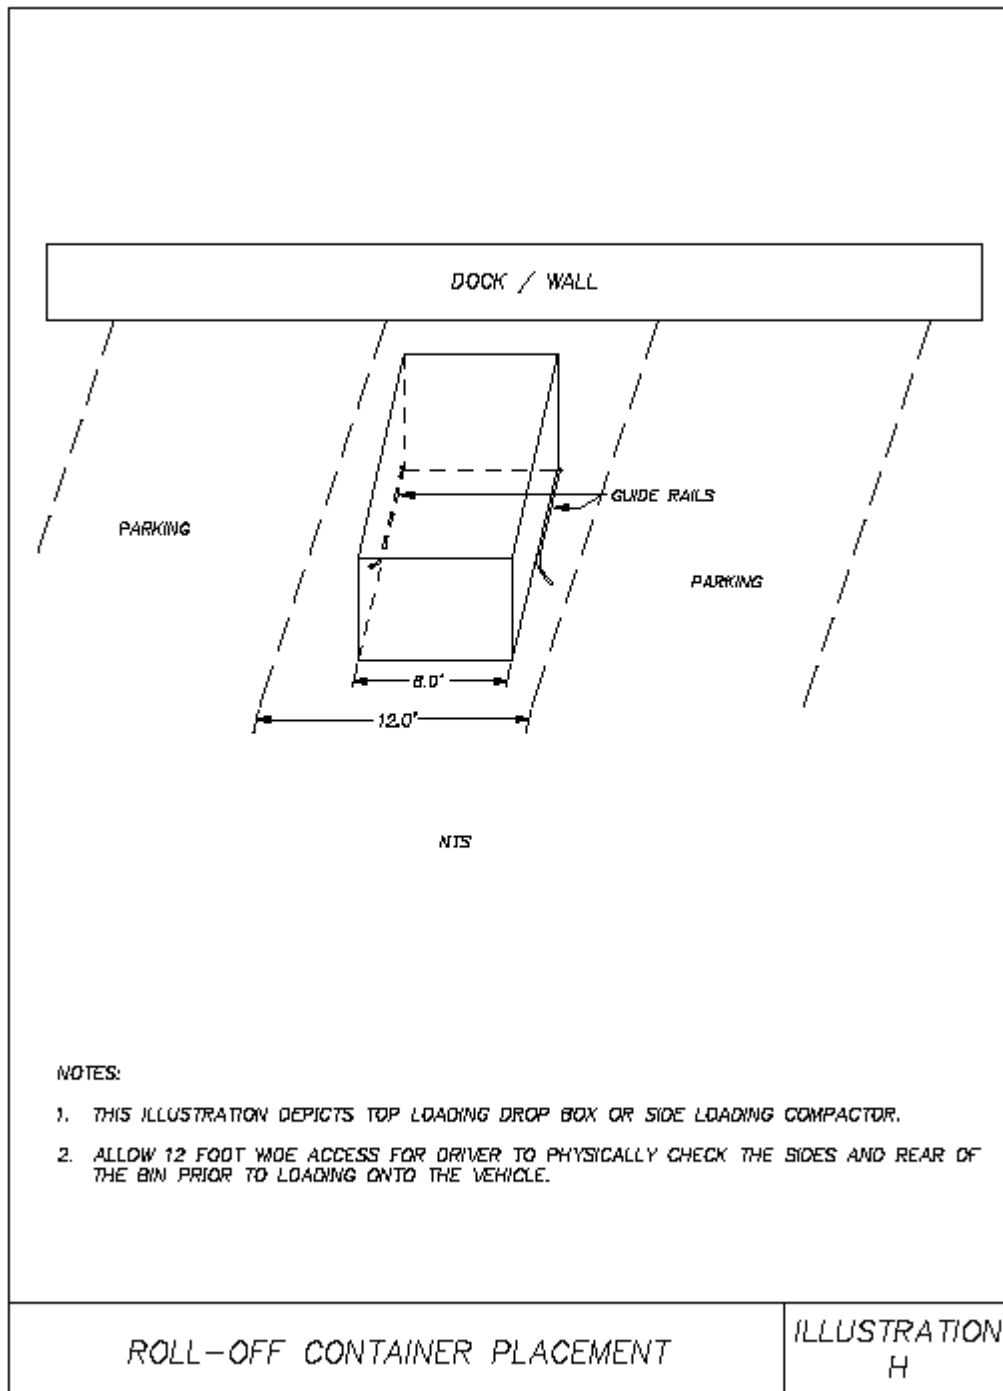 DOCK / WALL
GUIDE RAILS
PARKING
PARKING
8.0'
12.0'
NTS
NOTES:
1. THIS ILLUSTRATION DEPICTS TOP LOADING DROP BOX OR SIDE LOADING COMPACTOR.
2. ALLOW 12 FOOT WIDE ACCESS FOR DRIVER TO PHYSICALLY CHECK THE SIDES AND REAR OF
THE BIN PRIOR TO LOADING ONTO THE VEHICLE.
ROLL-OFF CONTAINER PLACEMENT
ILLUSTRATION
H